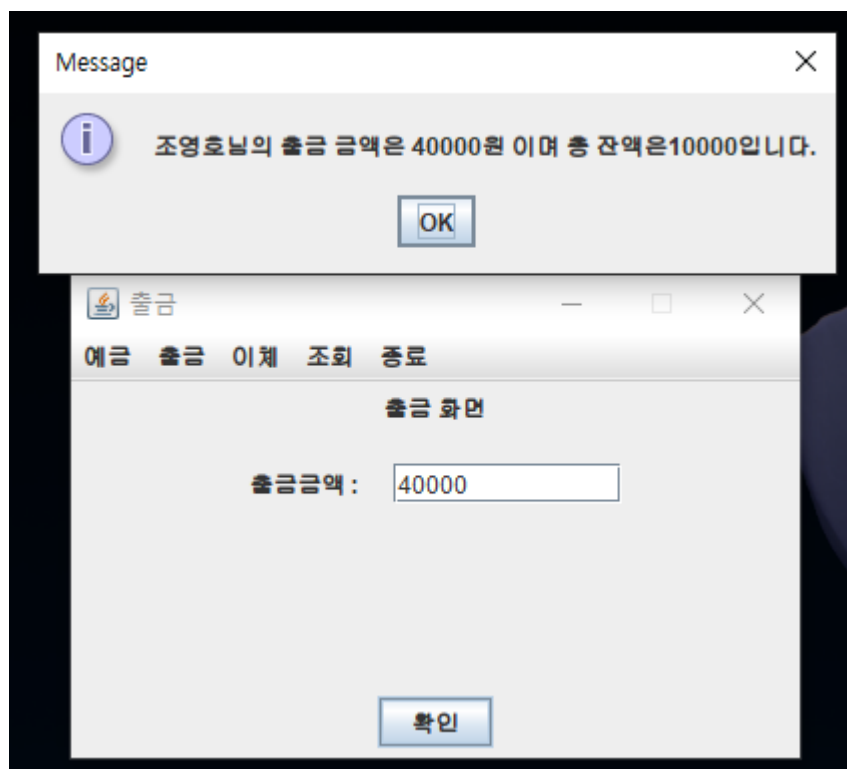 Message
조영호님의 출금 금액은 40000원 이며 총 잔액은10000입니다.
OK
출금
예금 출금 이체 조회 종료
출금 화면
출금금액 : 40000
확인